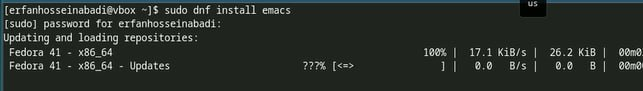 us
[erfanhosseinabadi@vbox ~]$ sudo dnf install emacs
[sudo] password for erfanhosseinabadi:
Updating and loading repositories:
Fedora 41 - x86_64 100% | 17.1 KiB/s | 26.2 KiB | 00m0
Fedora 41 - x86_64 - Updates ???% [<=> ] | 0.0 B/s | 0.0 B | 00m0